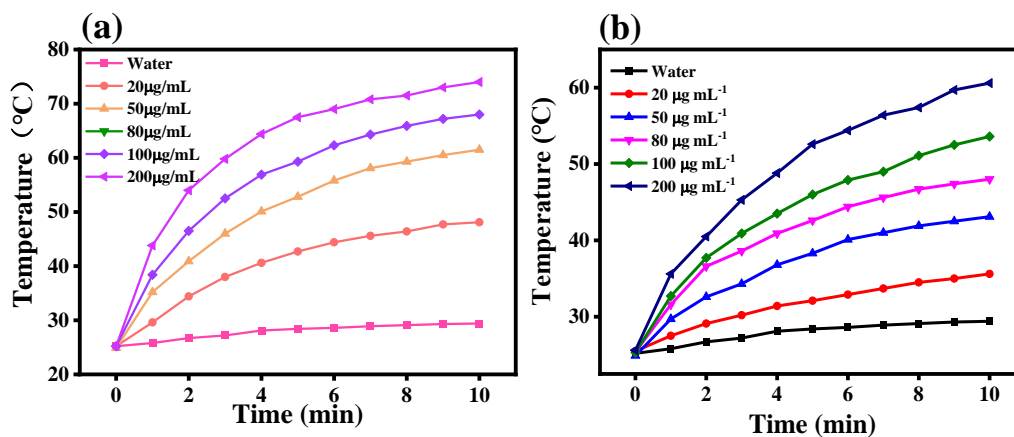 (a)
80
70
60
50
40
30
20
0
2
4
6
8
10
Temperature (℃)
Time (min)
Water
20μg/mL
50μg/mL
80μg/mL
100μg/mL
200μg/mL
(b)
60
50
40
30
0
2
4
6
8
10
Temperature (℃)
Time (min)
Water
20 μg mL⁻¹
50 μg mL⁻¹
80 μg mL⁻¹
100 μg mL⁻¹
200 μg mL⁻¹